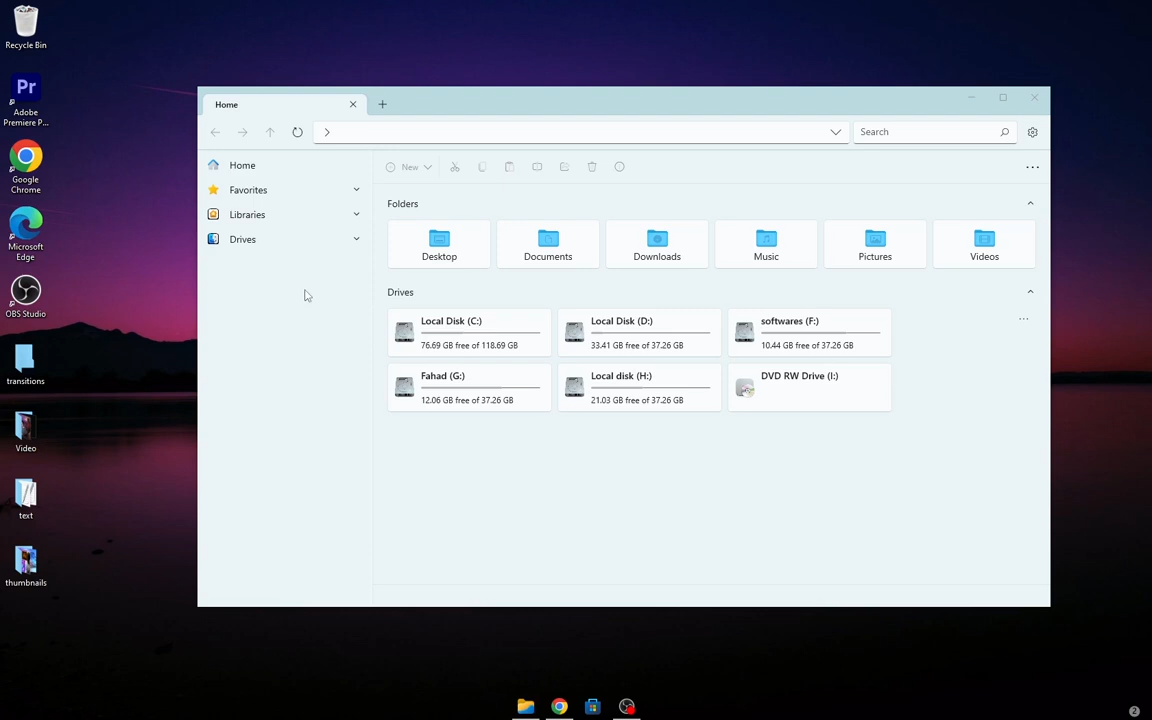 Recycle Bin
Adobe
Premiere P...
Google
Chrome
Microsoft
Edge
OBS Studio
transitions
Video
text
thumbnails
Pr
Home
Search
Home
Favorites
Libraries
Drives
New
Folders
Desktop
Documents
Downloads
Music
Pictures
Videos
Drives
Local Disk (C:)
76.69 GB free of 118.69 GB
Local Disk (D:)
33.41 GB free of 37.26 GB
softwares (F:)
10.44 GB free of 37.26 GB
Fahad (G:)
12.06 GB free of 37.26 GB
Local disk (H:)
21.03 GB free of 37.26 GB
DVD RW Drive (I:)
2